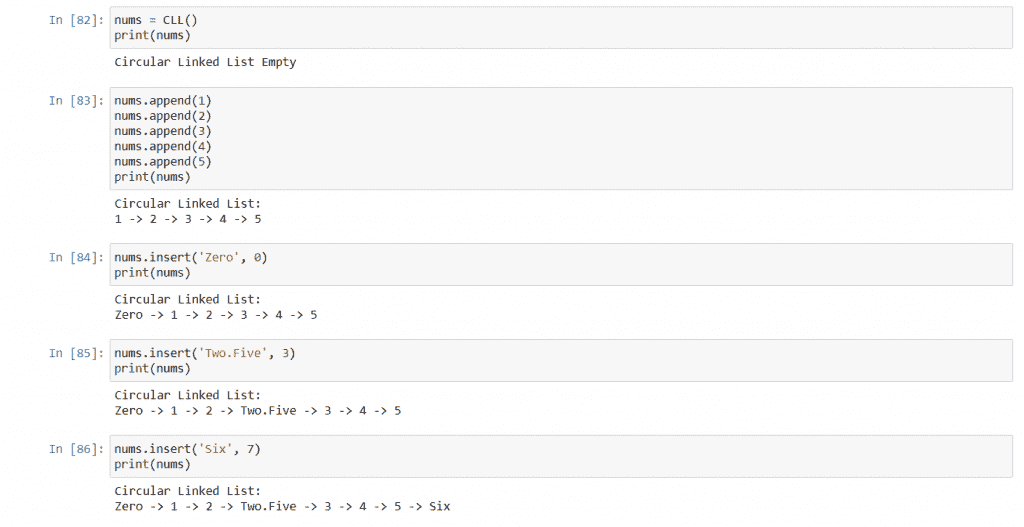 In [82]: nums = CLL()
print(nums)
Circular Linked List Empty
In [83]: nums.append(1)
nums.append(2)
nums.append(3)
nums.append(4)
nums.append(5)
print(nums)
Circular Linked List:
1 -> 2 -> 3 -> 4 -> 5
In [84]: nums.insert('Zero', 0)
print(nums)
Circular Linked List:
Zero -> 1 -> 2 -> 3 -> 4 -> 5
In [85]: nums.insert('Two.Five', 3)
print(nums)
Circular Linked List:
Zero -> 1 -> 2 -> Two.Five -> 3 -> 4 -> 5
In [86]: nums.insert('Six', 7)
print(nums)
Circular Linked List:
Zero -> 1 -> 2 -> Two.Five -> 3 -> 4 -> 5 -> Six